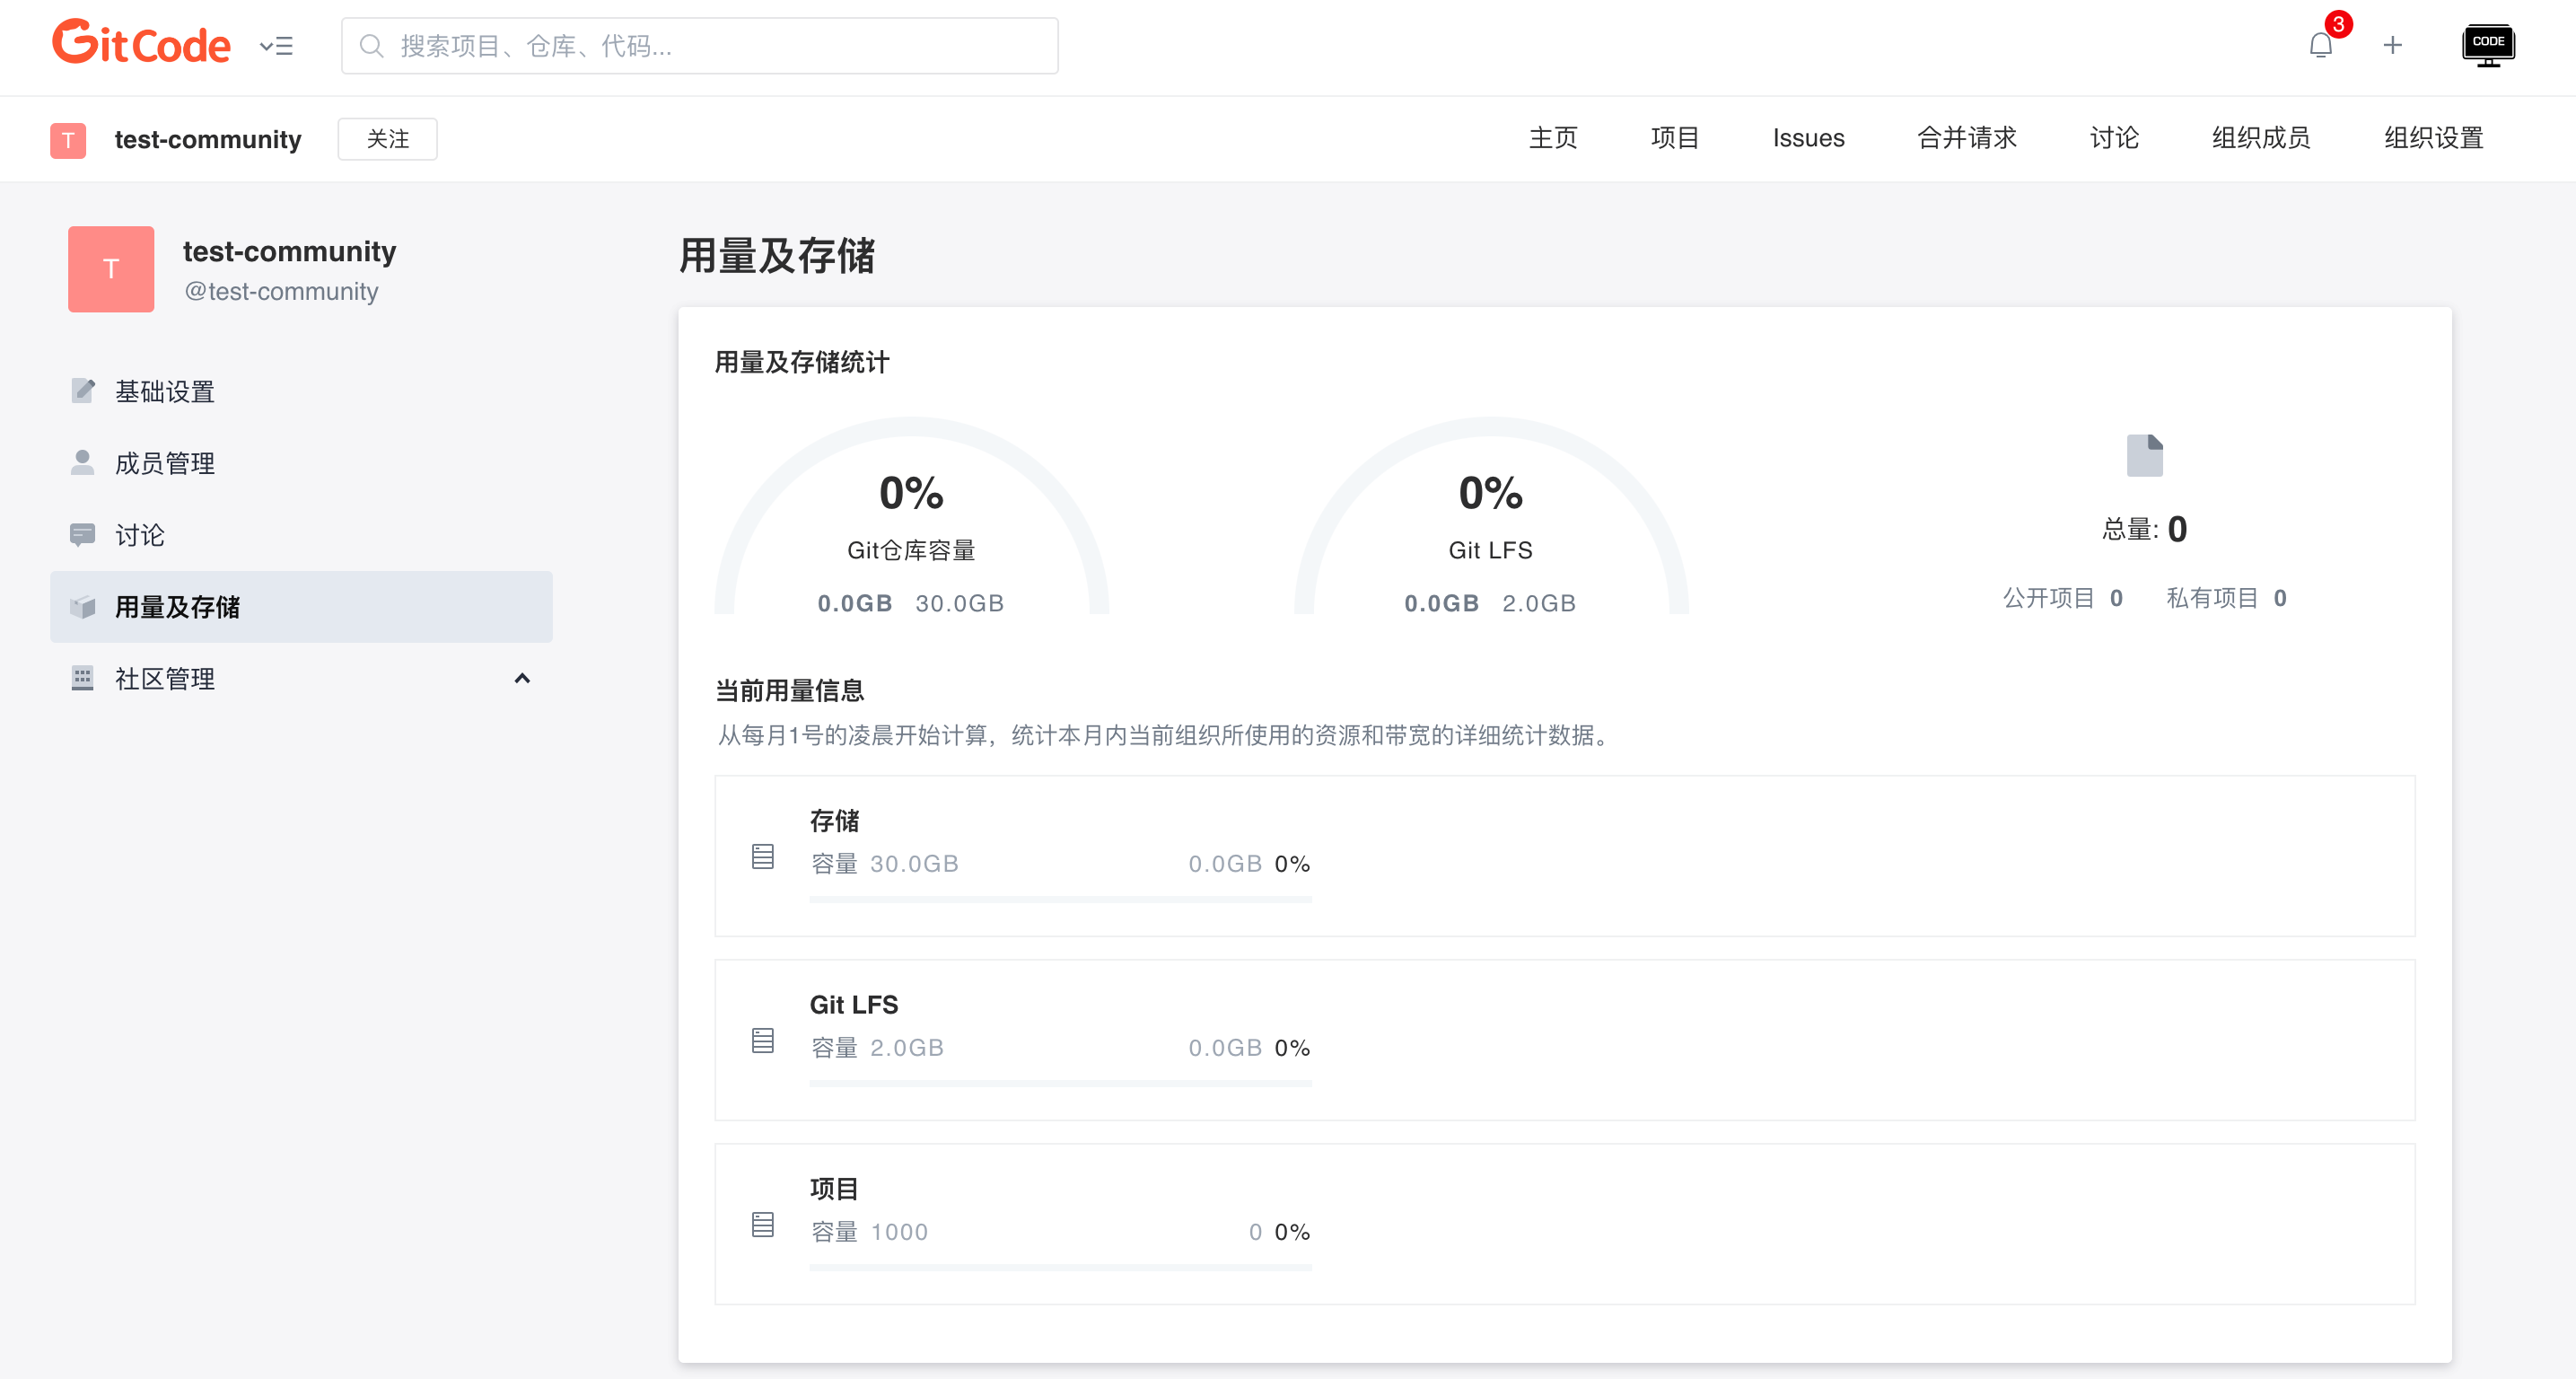 GitCode
搜索项目、仓库、代码...
3
CODE
T
test-community
关注
主页
项目
Issues
合并请求
讨论
组织成员
组织设置
T
test-community
@test-community
基础设置
成员管理
讨论
用量及存储
社区管理
用量及存储
用量及存储统计
0%
Git仓库容量
0.0GB 30.0GB
0%
Git LFS
0.0GB 2.0GB
总量: 0
公开项目 0 私有项目 0
当前用量信息
从每月1号的凌晨开始计算，统计本月内当前组织所使用的资源和带宽的详细统计数据。
存储
容量 30.0GB 0.0GB 0%
Git LFS
容量 2.0GB 0.0GB 0%
项目
容量 1000 0 0%